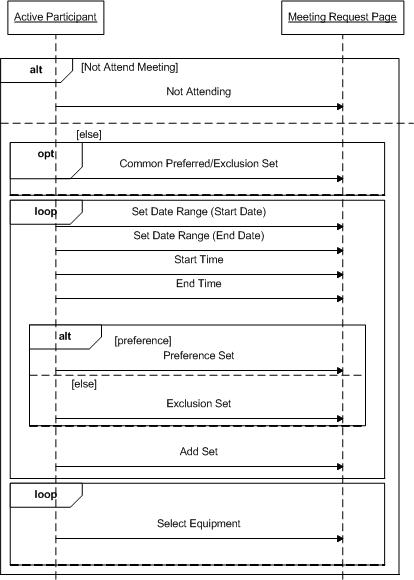 Active Participant
Meeting Request Page
alt
[Not Attend Meeting]
Not Attending
[else]
opt
Common Preferred/Exclusion Set
loop
Set Date Range (Start Date)
Set Date Range (End Date)
Start Time
End Time
alt
[preference]
Preference Set
[else]
Exclusion Set
Add Set
loop
Select Equipment